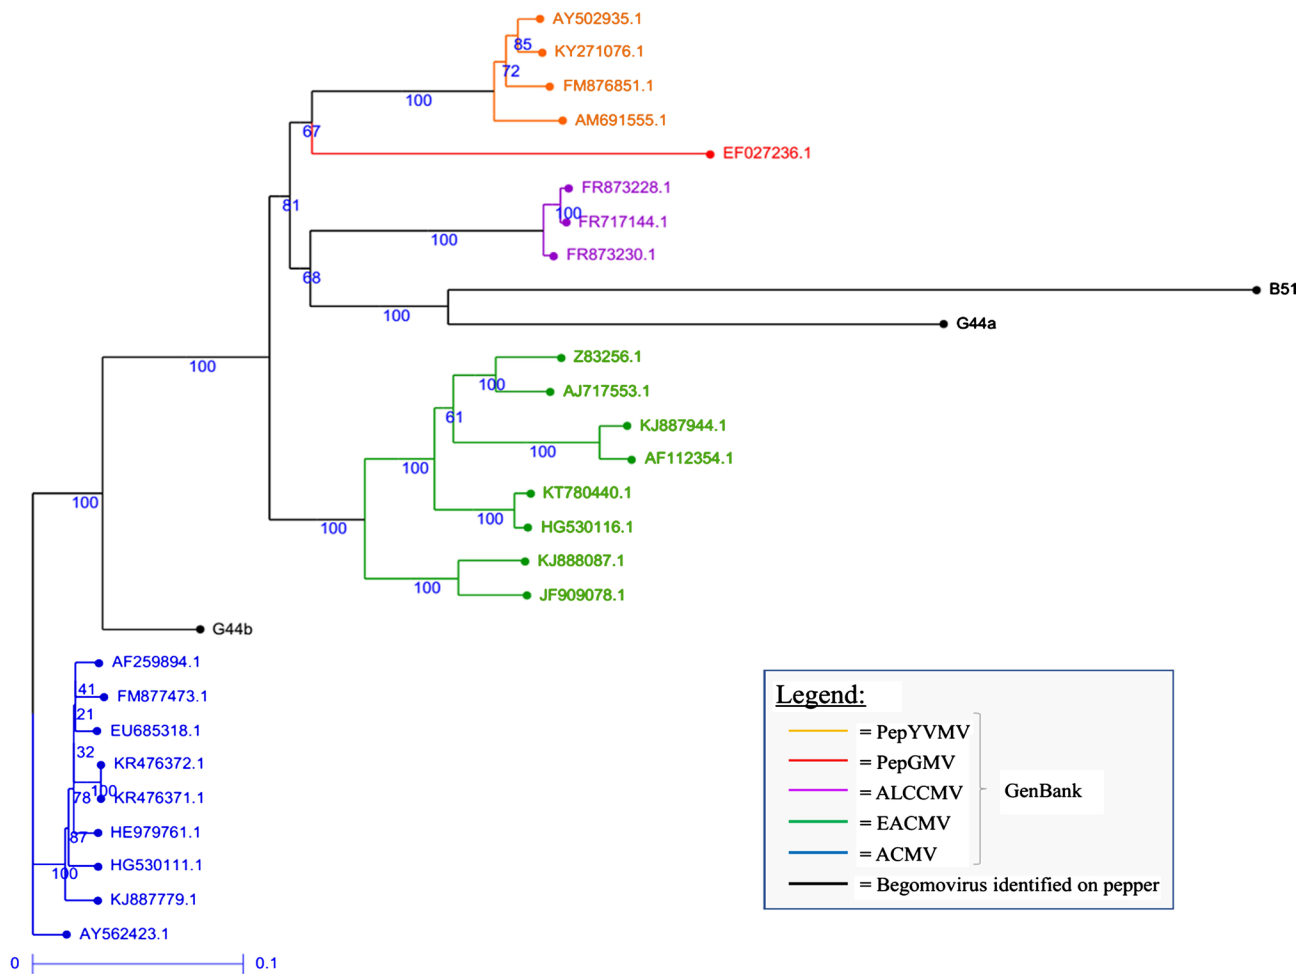 AY502935.1
85
KY271076.1
72
FM876851.1
100
AM691555.1
67
EF027236.1
FR873228.1
81
100
FR717144.1
100
FR873230.1
68
B51
100
G44a
Z83256.1
100
100
AJ717553.1
61
KJ887944.1
100
AF112354.1
100
KT780440.1
100
100
HG530116.1
100
KJ888087.1
100
JF909078.1
G44b
AF259894.1
41
FM877473.1
21
EU685318.1
32
KR476372.1
100
78
KR476371.1
87
HE979761.1
100
HG530111.1
KJ887779.1
AY562423.1
0
0.1
Legend:
= PepYVMV
= PepGMV
= ALCCMV
GenBank
= EACMV
= ACMV
= Begomovirus identified on pepper